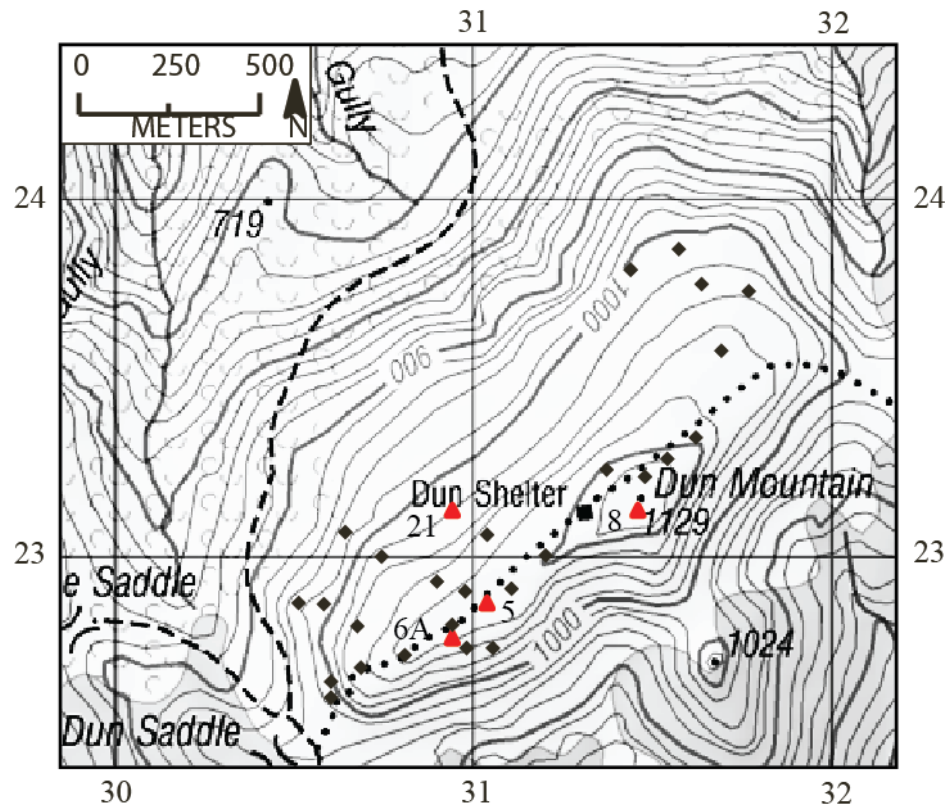 31 32
0 250 500
METERS N
Gully
24 24
719
Gully
1000
900
Dun Shelter
Dun Mountain
21 8 1129
23 23
e Saddle
6A 5
1000
1024
Dun Saddle
30 31 32